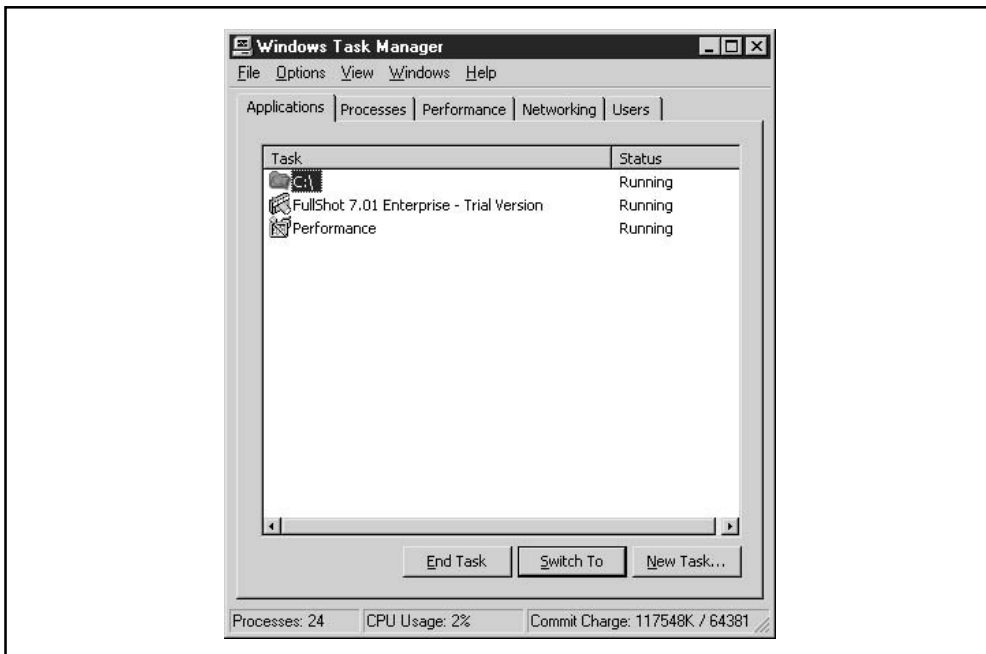 Windows Task Manager
File Options View Windows Help
Applications Processes Performance Networking Users
Task Status
C:\ Running
FullShot 7.01 Enterprise - Trial Version Running
Performance Running
End Task Switch To New Task...
Processes: 24 CPU Usage: 2% Commit Charge: 117548K / 64381